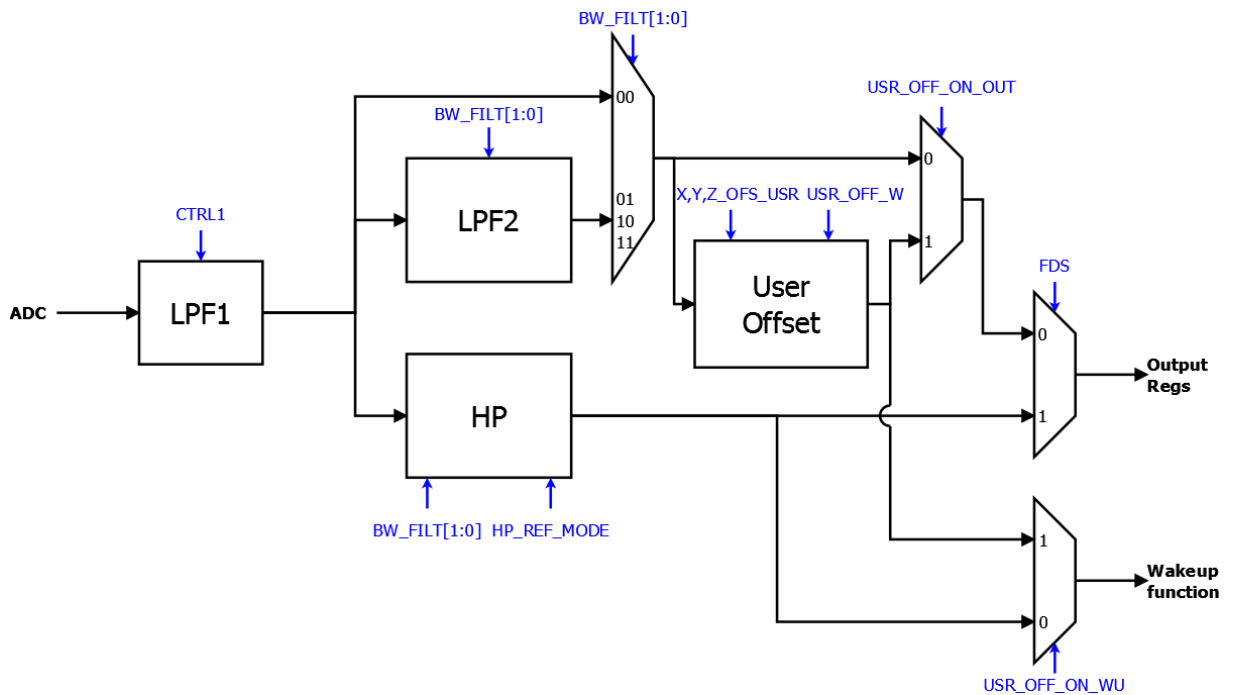 BW_FILT[1:0]
USR_OFF_ON_OUT
00
BW_FILT[1:0]
0
X,Y,Z_OFS_USR USR_OFF_W
01
10
11
CTRL1
LPF2
1
FDS
ADC
LPF1
User
Offset
0
Output
Regs
HP
1
BW_FILT[1:0] HP_REF_MODE
1
Wakeup
function
0
USR_OFF_ON_WU